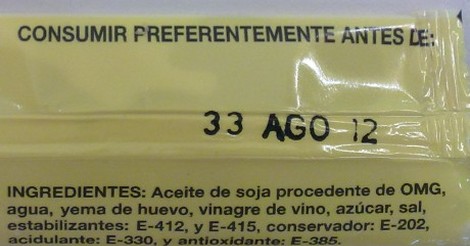 CONSUMIR PREFERENTEMENTE ANTES DE:
33 AGO 12
INGREDIENTES: Aceite de soja procedente de OMG,
agua, yema de huevo, vinagre de vino, azúcar, sal,
estabilizantes: E-412, y E-415, conservador: E-202,
acidulante: E-330, y antioxidante: E-385.